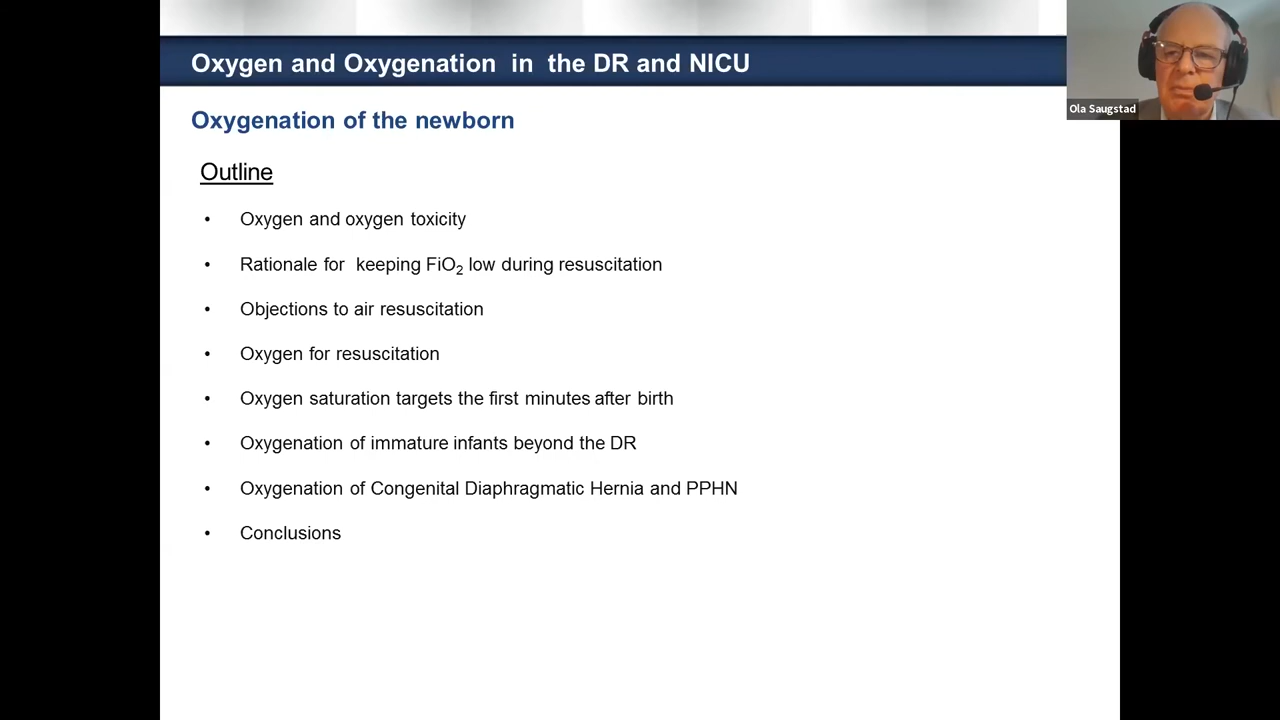 Oxygen and Oxygenation in the DR and NICU
Ola Saugstad
Oxygenation of the newborn
Outline
• Oxygen and oxygen toxicity
• Rationale for keeping FiO₂ low during resuscitation
• Objections to air resuscitation
• Oxygen for resuscitation
• Oxygen saturation targets the first minutes after birth
• Oxygenation of immature infants beyond the DR
• Oxygenation of Congenital Diaphragmatic Hernia and PPHN
• Conclusions